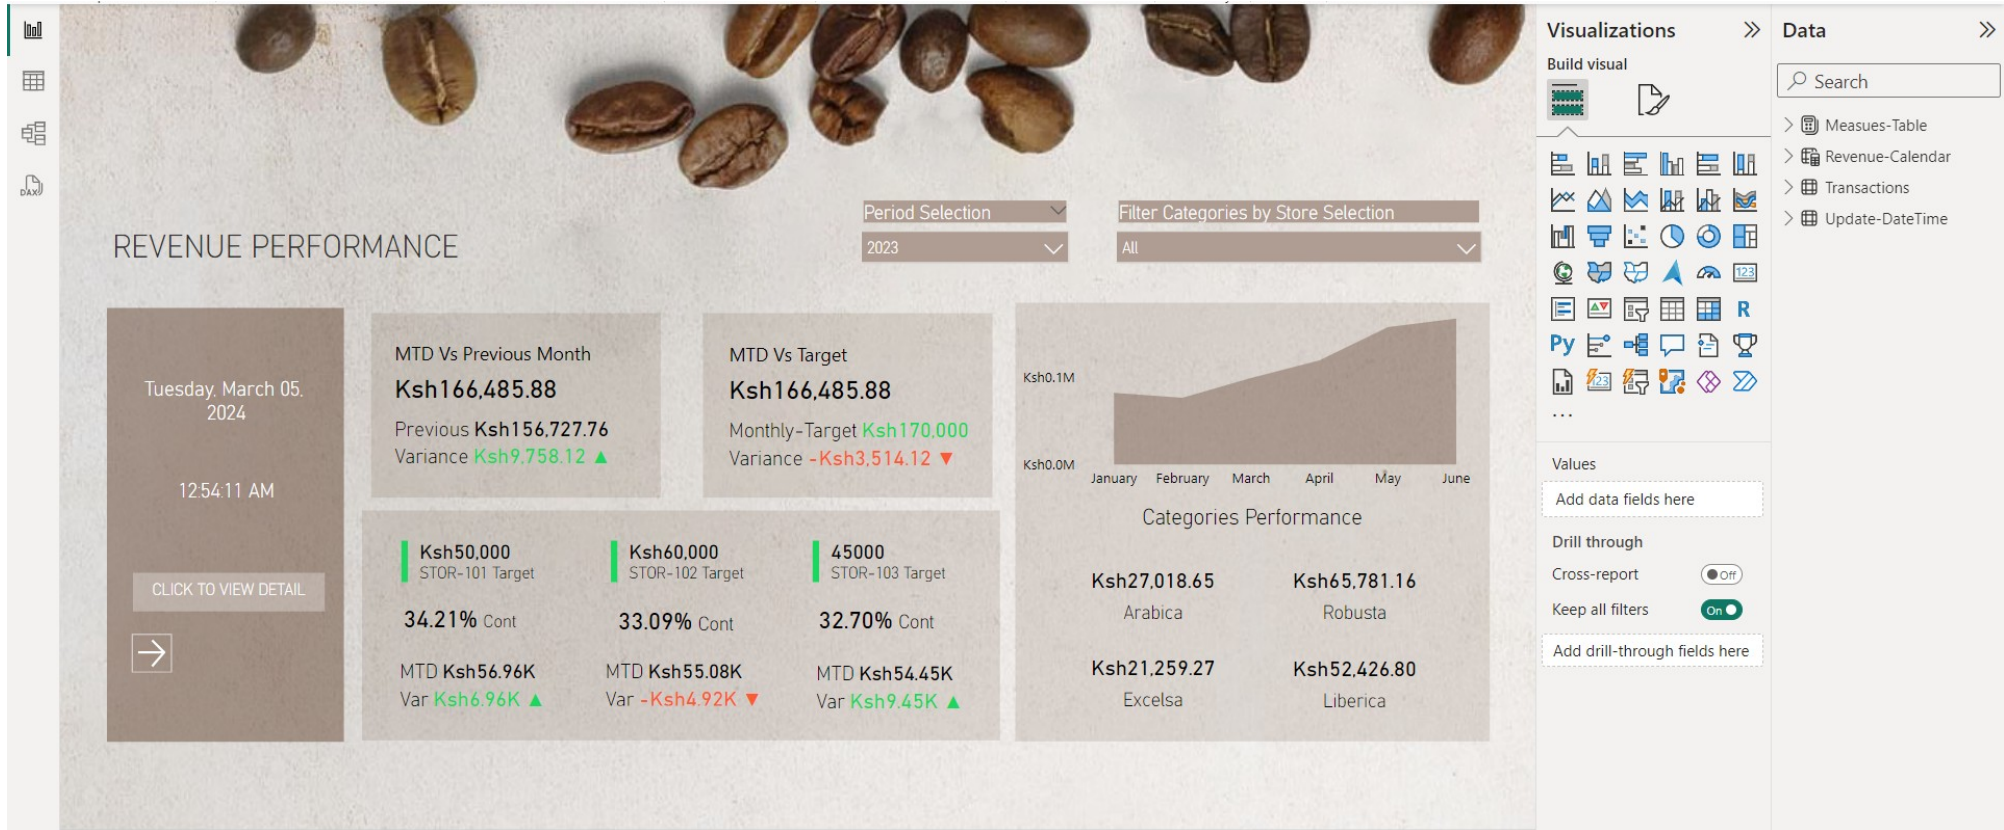 REVENUE PERFORMANCE
Period Selection
2023
Filter Categories by Store Selection
All
Tuesday, March 05,
2024
12:54:11 AM
CLICK TO VIEW DETAIL
MTD Vs Previous Month
Ksh166,485.88
Previous Ksh156,727.76
Variance Ksh9,758.12 ▲
MTD Vs Target
Ksh166,485.88
Monthly-Target Ksh170,000
Variance -Ksh3,514.12 ▼
Ksh50,000
STOR-101 Target
34.21% Cont
MTD Ksh56.96K
Var Ksh6.96K ▲
Ksh60,000
STOR-102 Target
33.09% Cont
MTD Ksh55.08K
Var -Ksh4.92K ▼
45000
STOR-103 Target
32.70% Cont
MTD Ksh54.45K
Var Ksh9.45K ▲
Ksh0.1M
Ksh0.0M
January February March April May June
Categories Performance
Ksh27,018.65
Arabica
Ksh65,781.16
Robusta
Ksh21,259.27
Excelsa
Ksh52,426.80
Liberica
DAX
Visualizations
Build visual
123
R
Py
123
...
Values
Add data fields here
Drill through
Cross-report
Off
Keep all filters
On
Add drill-through fields here
Data
Search
Measues-Table
Revenue-Calendar
Transactions
Update-DateTime